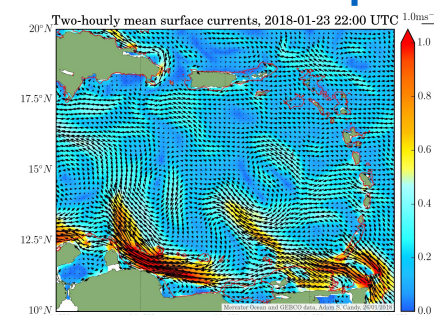 Two-hourly mean surface currents, 2018-01-23 22:00 UTC
1.0ms⁻
20°N
17.5°N
15°N
12.5°N
10°N
1.0
0.8
0.6
0.4
0.2
0.0
Mercator Ocean and GEBCO data, Adam S. Candy, 26/01/2018